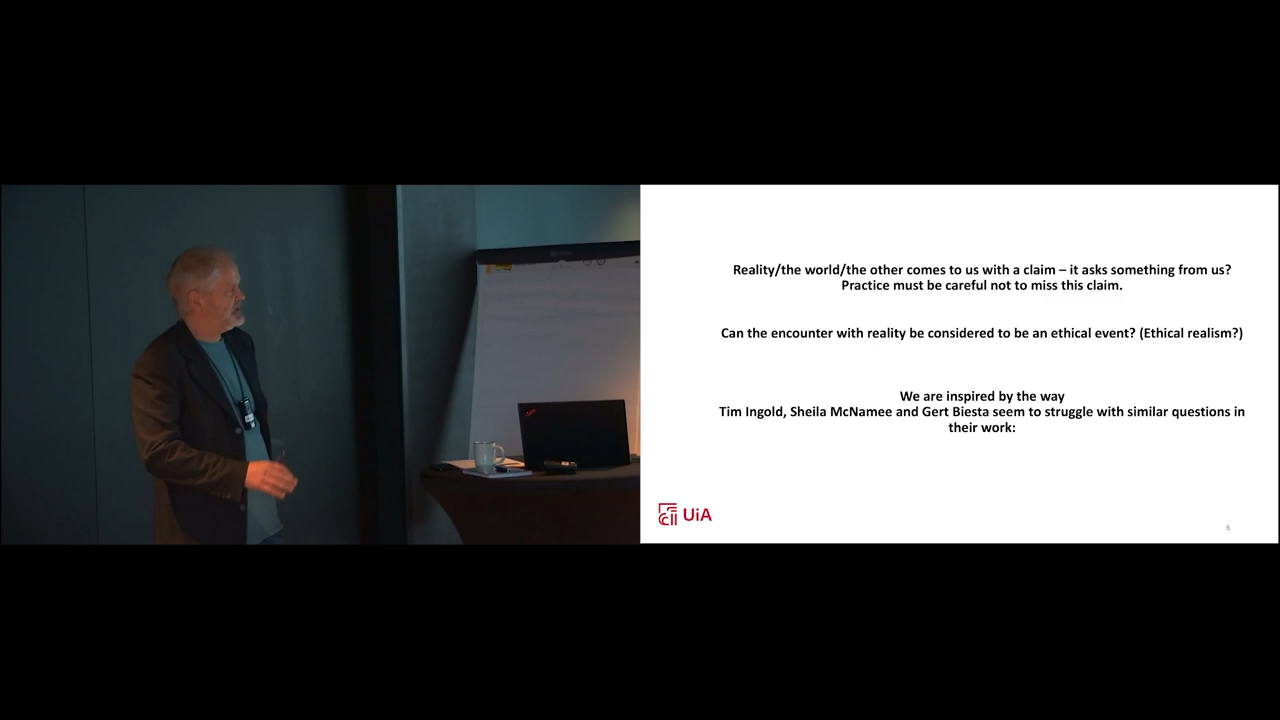 Reality/the world/the other comes to us with a claim – it asks something from us?
Practice must be careful not to miss this claim.
Can the encounter with reality be considered to be an ethical event? (Ethical realism?)
We are inspired by the way
Tim Ingold, Sheila McNamee and Gert Biesta seem to struggle with similar questions in
their work:
UiA
6